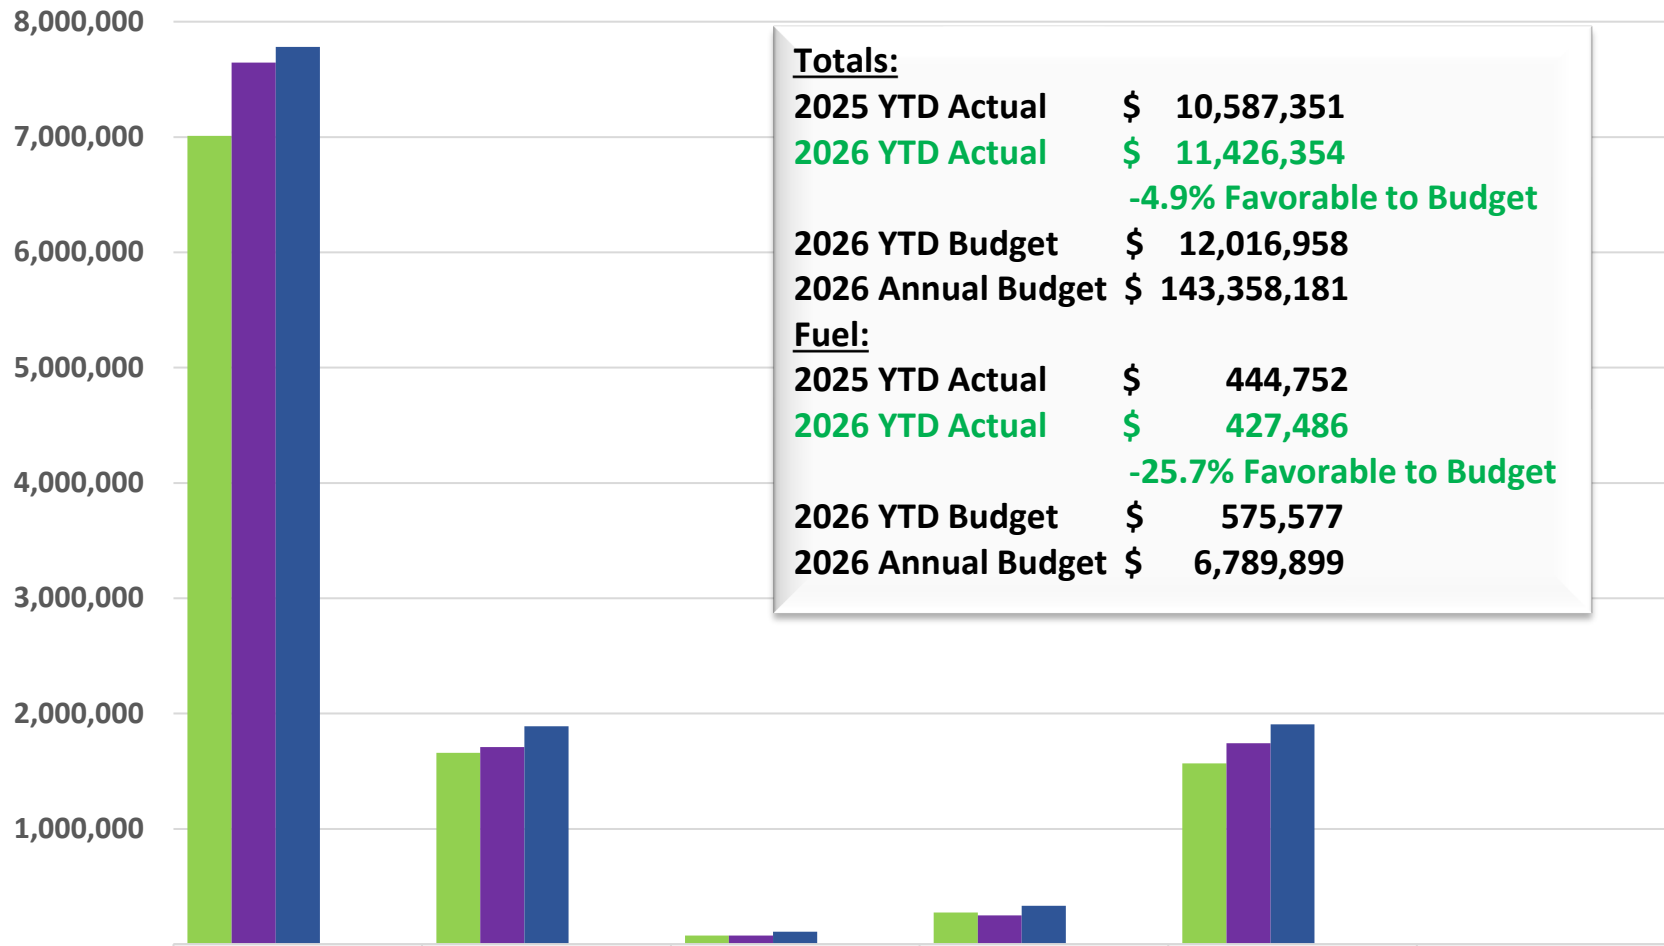 8,000,000
7,000,000
6,000,000
5,000,000
4,000,000
3,000,000
2,000,000
1,000,000
Totals:
2025 YTD Actual $ 10,587,351
2026 YTD Actual $ 11,426,354
-4.9% Favorable to Budget
2026 YTD Budget $ 12,016,958
2026 Annual Budget $ 143,358,181
Fuel:
2025 YTD Actual $ 444,752
2026 YTD Actual $ 427,486
-25.7% Favorable to Budget
2026 YTD Budget $ 575,577
2026 Annual Budget $ 6,789,899